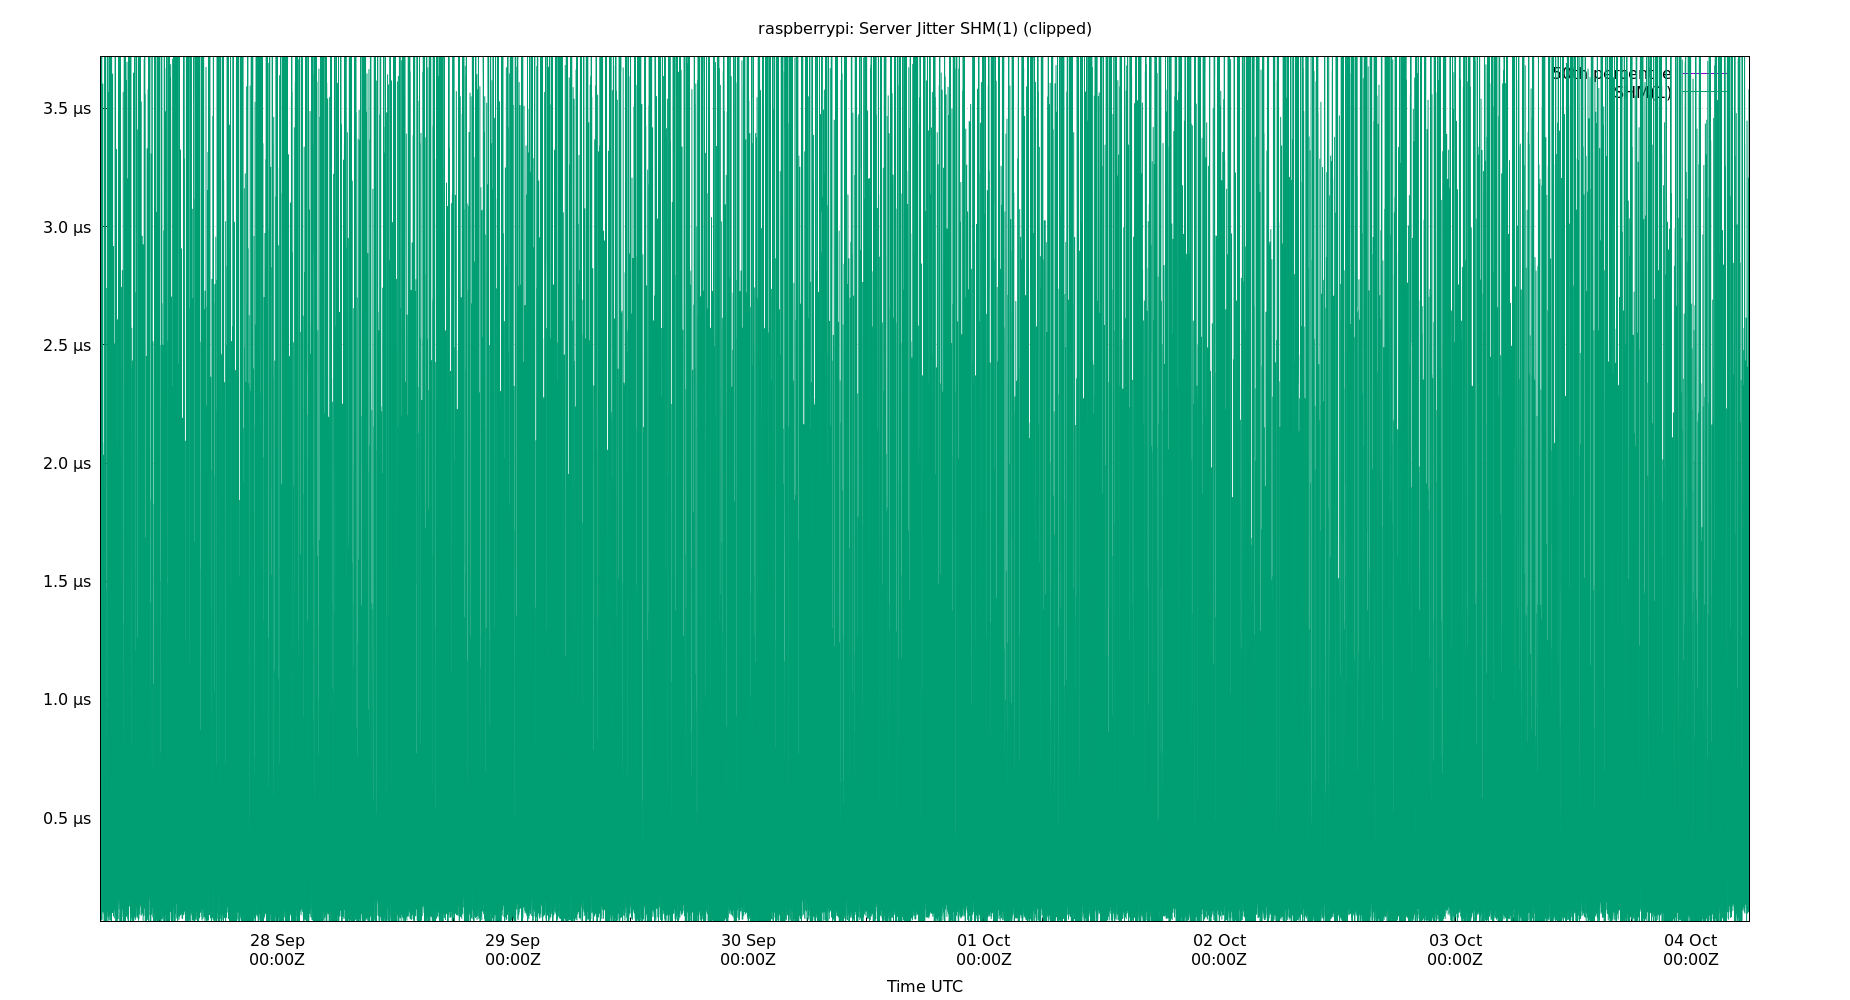 raspberrypi: Server Jitter SHM(1) (clipped)
50th percentile
SHM(1)
3.5 μs
3.0 μs
2.5 μs
2.0 μs
1.5 μs
1.0 μs
0.5 μs
28 Sep 29 Sep 30 Sep 01 Oct 02 Oct 03 Oct 04 Oct
00:00Z 00:00Z 00:00Z 00:00Z 00:00Z 00:00Z 00:00Z
Time UTC